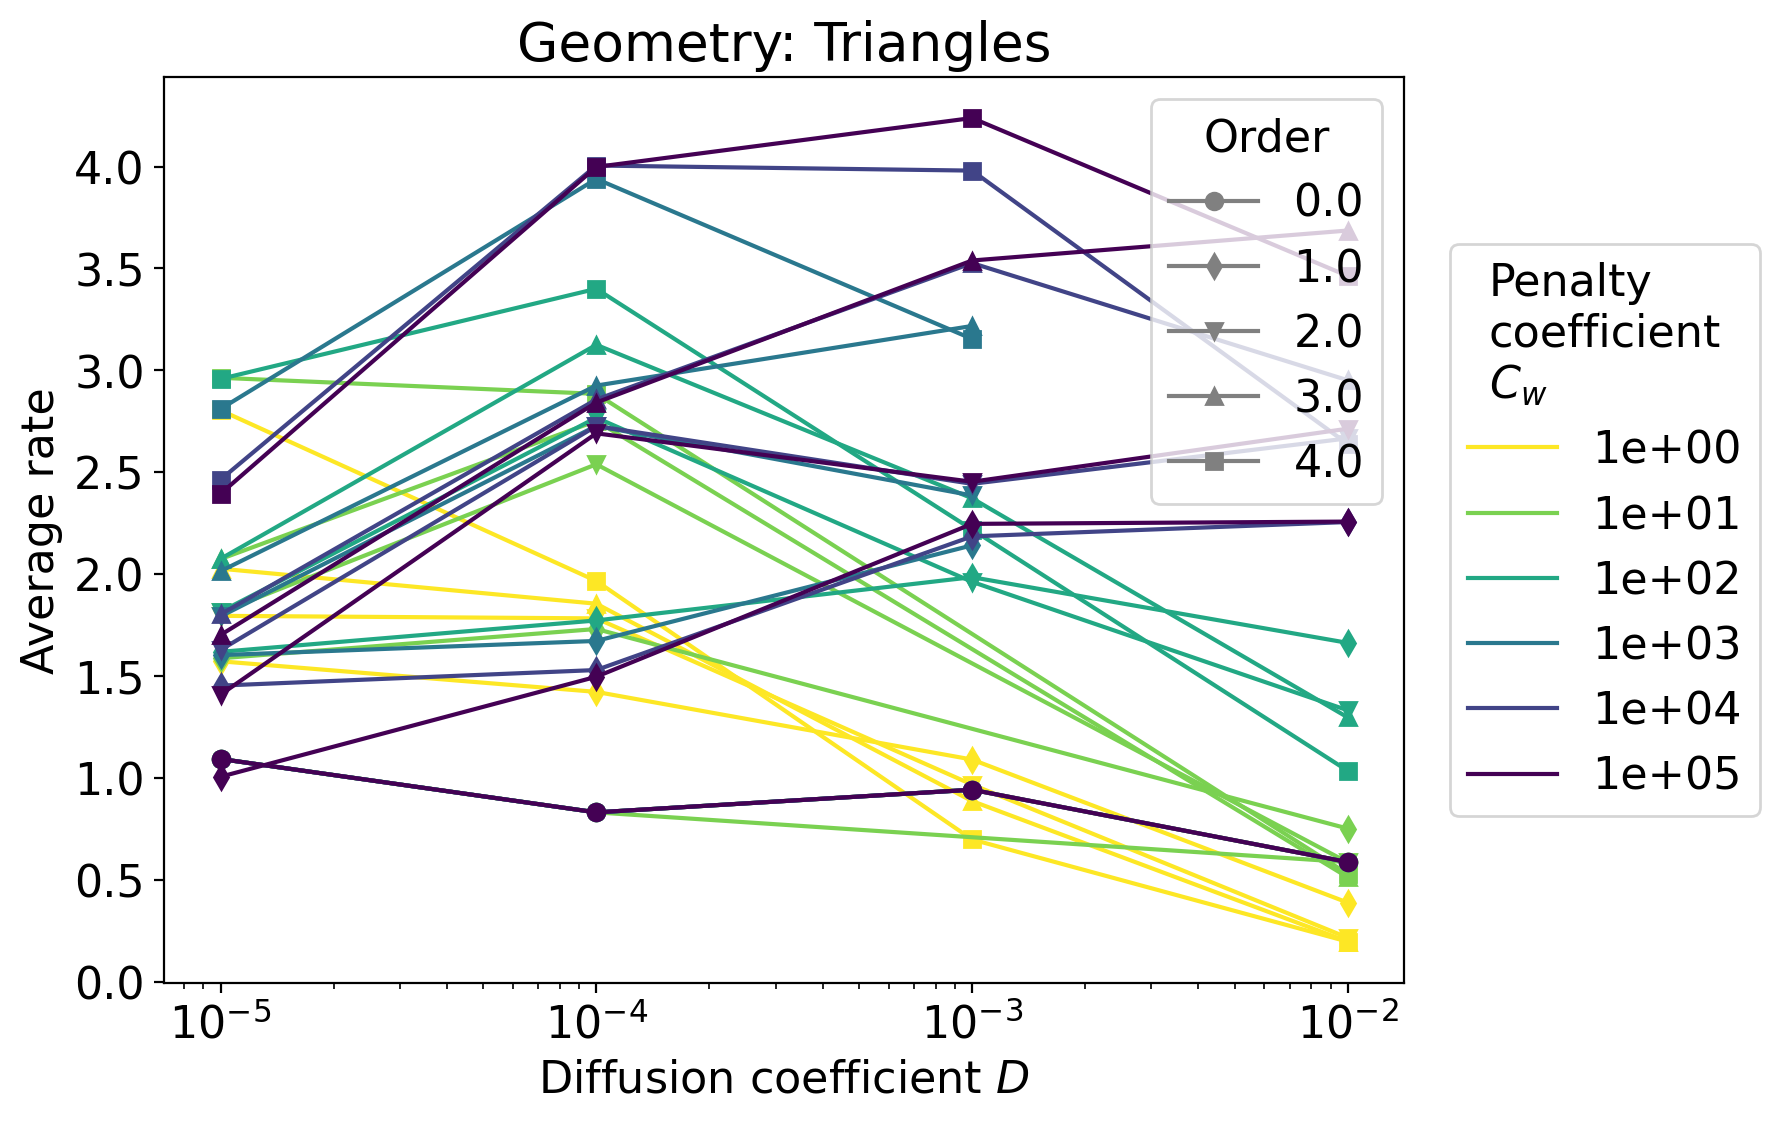 Geometry: Triangles
Average rate
4.0
3.5
3.0
2.5
2.0
1.5
1.0
0.5
0.0
10⁻⁵
10⁻⁴
10⁻³
10⁻²
Diffusion coefficient D
Order
0.0
1.0
2.0
3.0
4.0
Penalty
coefficient
C_w
1e+00
1e+01
1e+02
1e+03
1e+04
1e+05